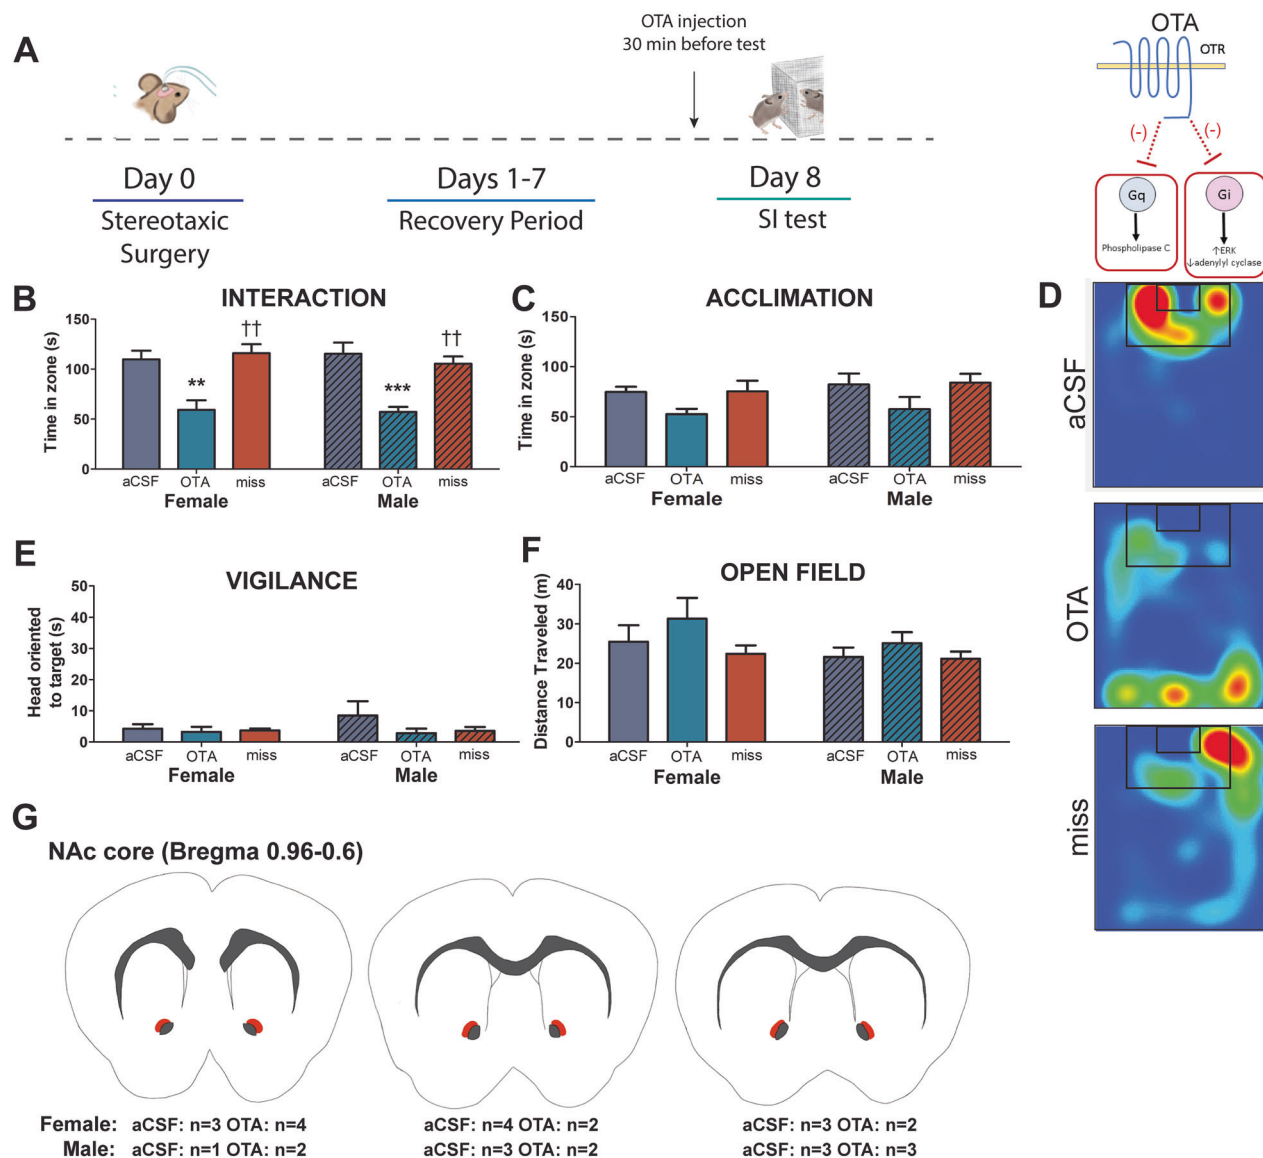 A
OTA injection
30 min before test
Day 0
Stereotaxic
Surgery
Days 1-7
Recovery Period
Day 8
SI test
OTA
OTR
(-)
(-)
Gq
Phospholipase C
Gi
↑ERK
↓adenylyl cyclase
B
INTERACTION
Time in zone (s)
150
100
50
0
**
††
***
††
aCSF OTA miss
Female
aCSF OTA miss
Male
C
ACCLIMATION
Time in zone (s)
150
100
50
0
aCSF OTA miss
Female
aCSF OTA miss
Male
D
aCSF
OTA
miss
E
VIGILANCE
Head oriented
to target (s)
50
40
30
20
10
0
aCSF OTA miss
Female
aCSF OTA miss
Male
F
OPEN FIELD
Distance Traveled (m)
40
30
20
10
0
aCSF OTA miss
Female
aCSF OTA miss
Male
G
NAc core (Bregma 0.96-0.6)
Female: aCSF: n=3 OTA: n=4
Male: aCSF: n=1 OTA: n=2
aCSF: n=4 OTA: n=2
aCSF: n=3 OTA: n=2
aCSF: n=3 OTA: n=2
aCSF: n=3 OTA: n=3